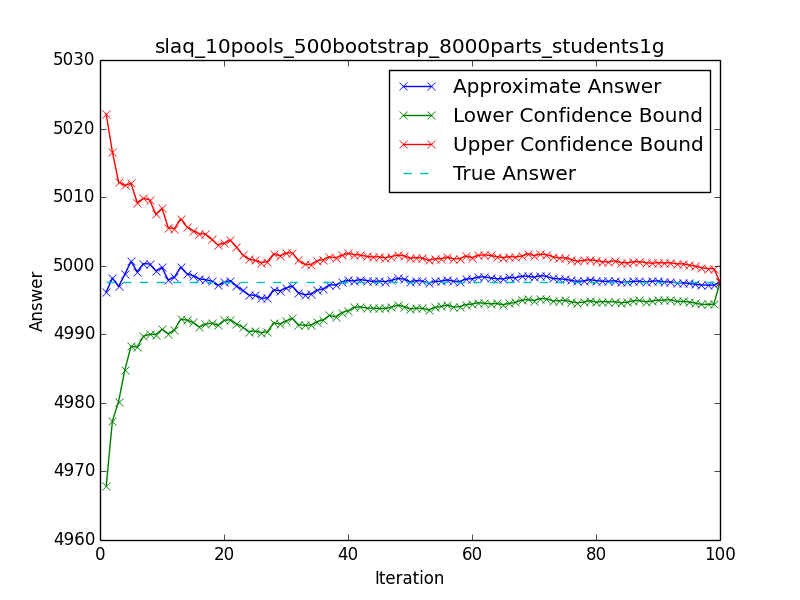 slaq_10pools_500bootstrap_8000parts_students1g
5030
5020
5010
5000
4990
4980
4970
4960
Answer
Approximate Answer
Lower Confidence Bound
Upper Confidence Bound
True Answer
0 20 40 60 80 100
Iteration